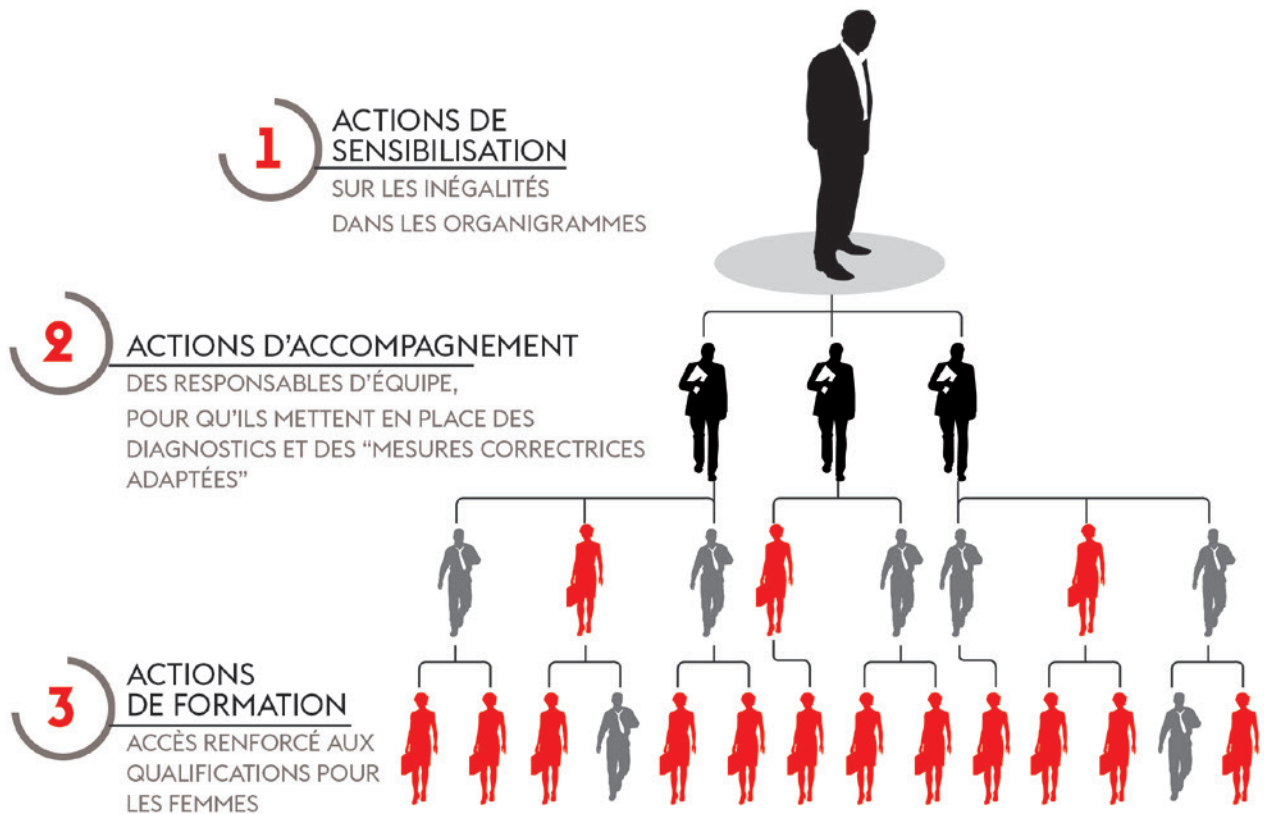 1
ACTIONS DE
SENSIBILISATION
SUR LES INÉGALITÉS
DANS LES ORGANIGRAMMES
2
ACTIONS D'ACCOMPAGNEMENT
DES RESPONSABLES D'ÉQUIPE,
POUR QU'ILS METTENT EN PLACE DES
DIAGNOSTICS ET DES “MESURES CORRECTRICES
ADAPTÉES”
3
ACTIONS
DE FORMATION
ACCÈS RENFORCÉ AUX
QUALIFICATIONS POUR
LES FEMMES